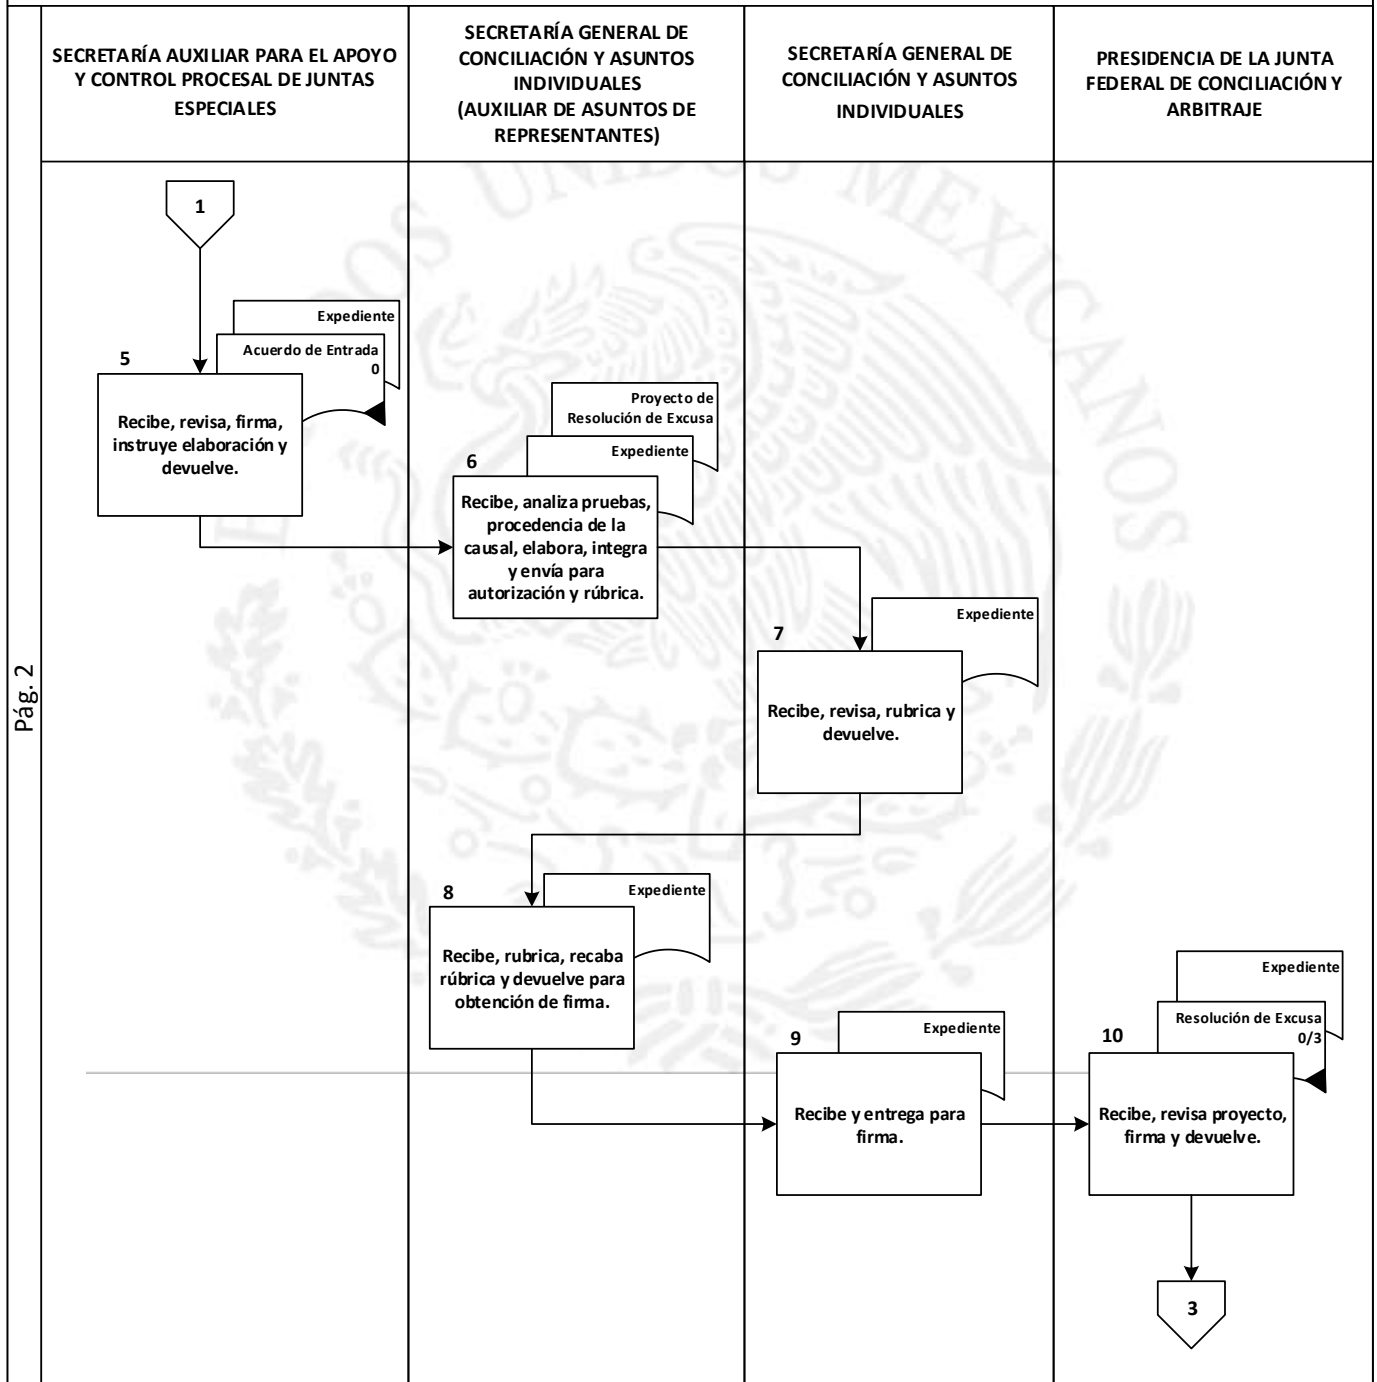 SECRETARÍA AUXILIAR PARA EL APOYO
Y CONTROL PROCESAL DE JUNTAS
ESPECIALES
SECRETARÍA GENERAL DE
CONCILIACIÓN Y ASUNTOS
INDIVIDUALES
(AUXILIAR DE ASUNTOS DE
REPRESENTANTES)
SECRETARÍA GENERAL DE
CONCILIACIÓN Y ASUNTOS
INDIVIDUALES
PRESIDENCIA DE LA JUNTA
FEDERAL DE CONCILIACIÓN Y
ARBITRAJE
Pág. 2
1
Expediente
Acuerdo de Entrada
0
5
Recibe, revisa, firma,
instruye elaboración y
devuelve.
Proyecto de
Resolución de Excusa
Expediente
6
Recibe, analiza pruebas,
procedencia de la
causal, elabora, integra
y envía para
autorización y rúbrica.
Expediente
7
Recibe, revisa, rubrica y
devuelve.
Expediente
8
Recibe, rubrica, recaba
rúbrica y devuelve para
obtención de firma.
Expediente
9
Recibe y entrega para
firma.
Expediente
Resolución de Excusa
0/3
10
Recibe, revisa proyecto,
firma y devuelve.
3
UNIDOS MEXICANOS